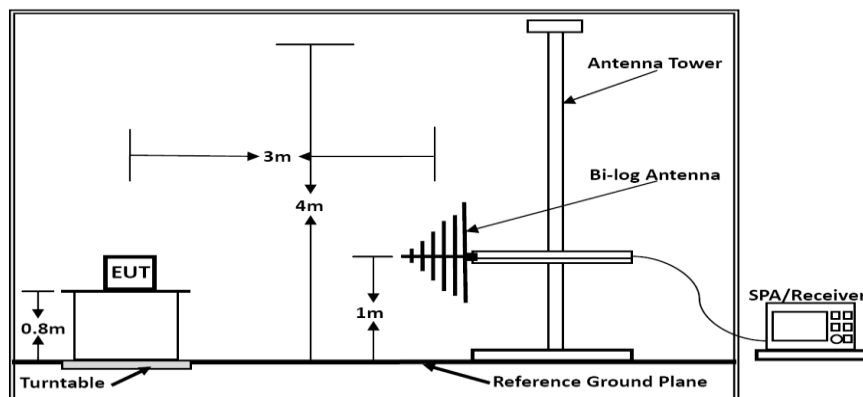 Antenna Tower
3m
Bi-log Antenna
4m
EUT
SPA/Receiver
0.8m
1m
Turntable
Reference Ground Plane